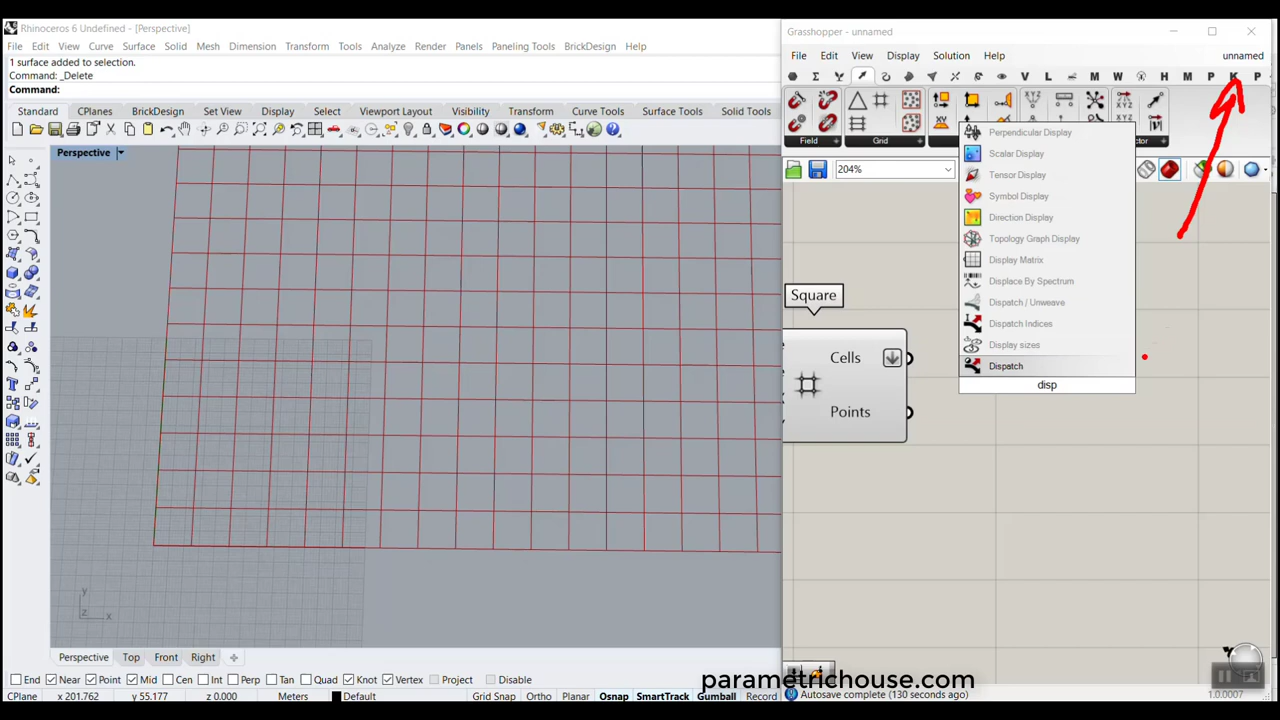 Rhinoceros 6 Undefined - [Perspective]
File Edit View Curve Surface Solid Mesh Dimension Transform Tools Analyze Render Panels Paneling Tools BrickDesign Help
1 surface added to selection.
Command: _Delete
Command:
Standard CPlanes BrickDesign Set View Display Select Viewport Layout Visibility Transform Curve Tools Surface Tools Solid Tools
Perspective
y
z x
Perspective Top Front Right
End Near Point Mid Cen Int Perp Tan Quad Knot Vertex Project Disable
CPlane x 201.762 y 55.177 z 0.000 Meters Default Grid Snap Ortho Planar Osnap SmartTrack Gumball Record
Grasshopper - unnamed
File Edit View Display Solution Help unnamed
V L M W H M P K P
Field Grid
204%
Perpendicular Display
Scalar Display
Tensor Display
Symbol Display
Direction Display
Topology Graph Display
Display Matrix
Displace By Spectrum
Dispatch / Unweave
Dispatch Indices
Display sizes
Dispatch
disp
Square
Cells
Points
parametrichouse.com
Autosave complete (130 seconds ago)
1.0.0007